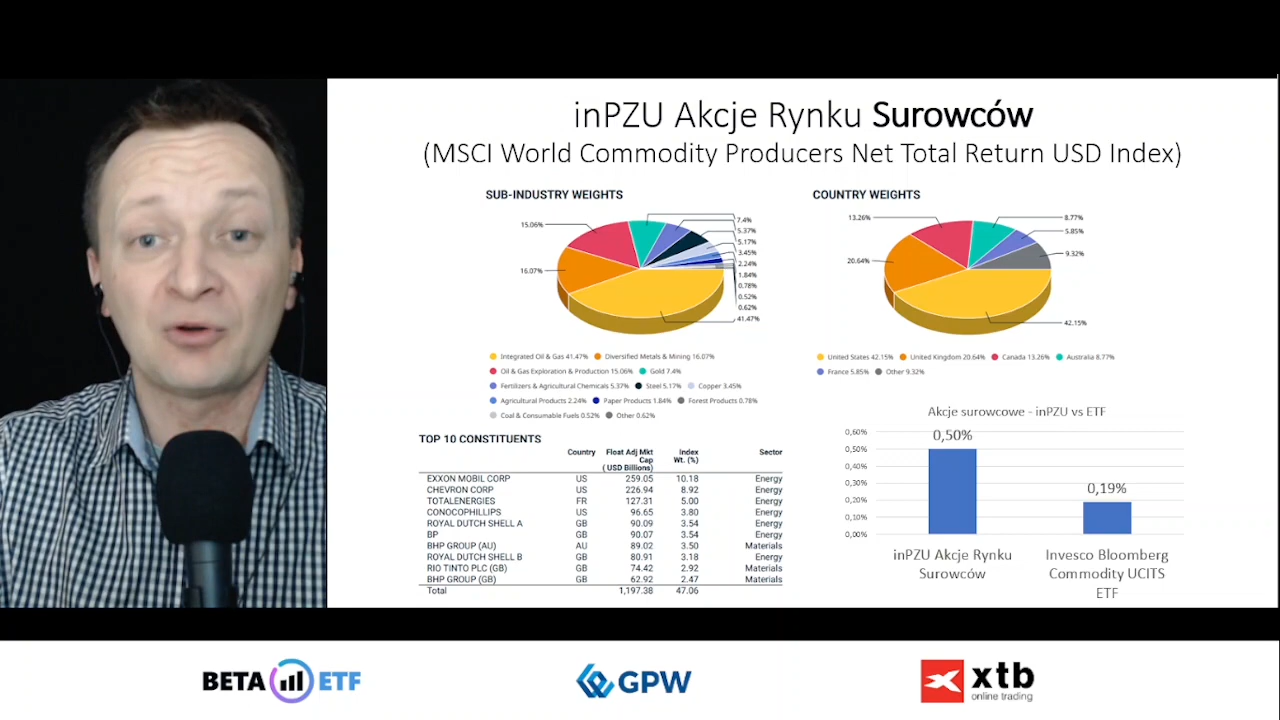 inPZU Akcje Rynku Surowców
(MSCI World Commodity Producers Net Total Return USD Index)
SUB-INDUSTRY WEIGHTS
15.06%
16.07%
7.4%
5.37%
5.17%
3.45%
2.24%
1.84%
0.78%
0.52%
0.62%
41.47%
Integrated Oil & Gas 41.47% Diversified Metals & Mining 16.07%
Oil & Gas Exploration & Production 15.06% Gold 7.4%
Fertilizers & Agricultural Chemicals 5.37% Steel 5.17% Copper 3.45%
Agricultural Products 2.24% Paper Products 1.84% Forest Products 0.78%
Coal & Consumable Fuels 0.52% Other 0.62%
COUNTRY WEIGHTS
13.26%
20.64%
8.77%
5.85%
9.32%
42.15%
United States 42.15% United Kingdom 20.64% Canada 13.26% Australia 8.77%
France 5.85% Other 9.32%
TOP 10 CONSTITUENTS
Country Float Adj Mkt Cap ( USD Billions) Index Wt. (%) Sector
EXXON MOBIL CORP US 259.05 10.18 Energy
CHEVRON CORP US 226.94 8.92 Energy
TOTALENERGIES FR 127.31 5.00 Energy
CONOCOPHILLIPS US 96.65 3.80 Energy
ROYAL DUTCH SHELL A GB 90.09 3.54 Energy
BP GB 90.07 3.54 Energy
BHP GROUP (AU) AU 89.02 3.50 Materials
ROYAL DUTCH SHELL B GB 80.91 3.18 Energy
RIO TINTO PLC (GB) GB 74.42 2.92 Materials
BHP GROUP (GB) GB 62.92 2.47 Materials
Total 1,197.38 47.06
Akcje surowcowe - inPZU vs ETF
0,60%
0,50%
0,40%
0,30%
0,20%
0,10%
0,00%
0,50%
0,19%
inPZU Akcje Rynku
Surowców
Invesco Bloomberg
Commodity UCITS
ETF
BETA ETF
GPW
xtb
online trading